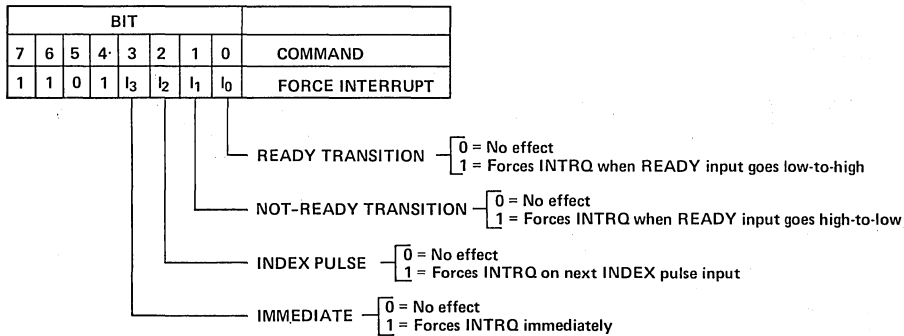 BIT
7 6 5 4 3 2 1 0 COMMAND
1 1 0 1 I3 I2 I1 I0 FORCE INTERRUPT
READY TRANSITION
0 = No effect
1 = Forces INTRQ when READY input goes low-to-high
NOT-READY TRANSITION
0 = No effect
1 = Forces INTRQ when READY input goes high-to-low
INDEX PULSE
0 = No effect
1 = Forces INTRQ on next INDEX pulse input
IMMEDIATE
0 = No effect
1 = Forces INTRQ immediately